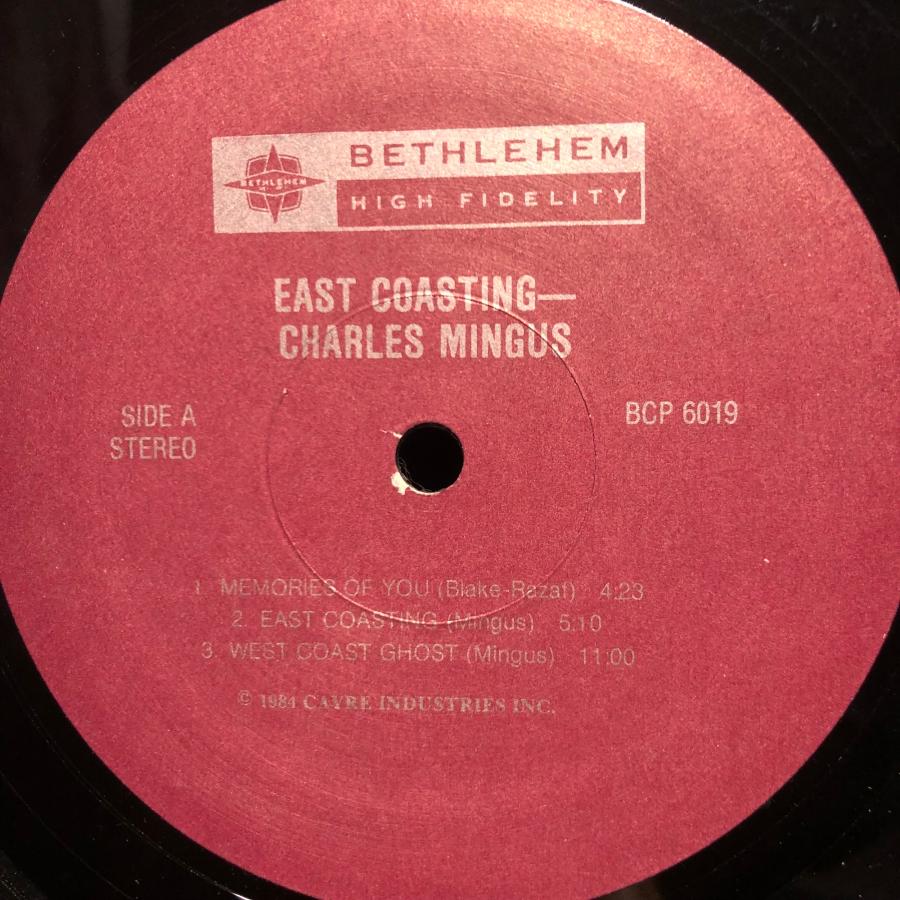 BETHLEHEM
BETHLEHEM
HIGH FIDELITY
EAST COASTING—
CHARLES MINGUS
SIDE A
STEREO
BCP 6019
1. MEMORIES OF YOU (Blake-Razaf) 4:23
2. EAST COASTING (Mingus) 5:10
3. WEST COAST GHOST (Mingus) 11:00
© 1984 CAYRE INDUSTRIES INC.